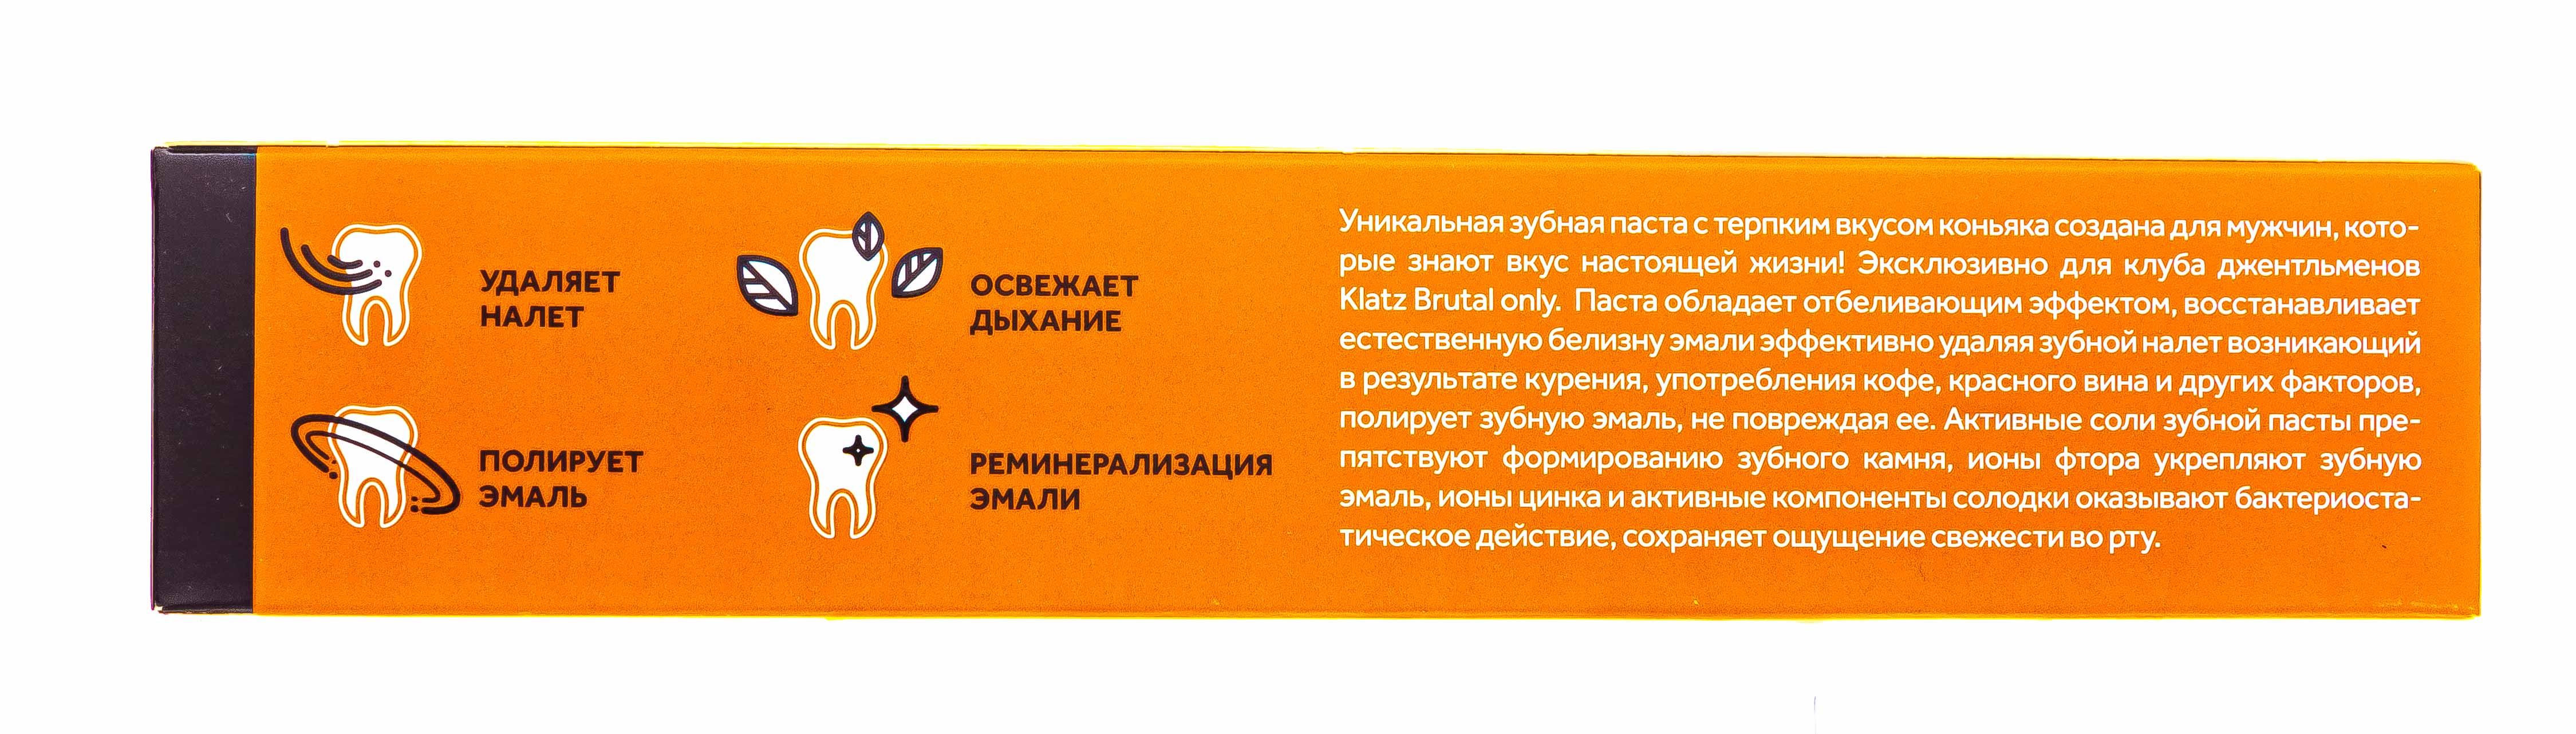 УДАЛЯЕТ
НАЛЕТ
ОСВЕЖАЕТ
ДЫХАНИЕ
ПОЛИРУЕТ
ЭМАЛЬ
РЕМИНЕРАЛИЗАЦИЯ
ЭМАЛИ
Уникальная зубная паста с терпким вкусом коньяка создана для мужчин, кото-
рые знают вкус настоящей жизни! Эксклюзивно для клуба джентльменов
Klatz Brutal only. Паста обладает отбеливающим эффектом, восстанавливает
естественную белизну эмали эффективно удаляя зубной налет возникающий
в результате курения, употребления кофе, красного вина и других факторов,
полирует зубную эмаль, не повреждая ее. Активные соли зубной пасты пре-
пятствуют формированию зубного камня, ионы фтора укрепляют зубную
эмаль, ионы цинка и активные компоненты солодки оказывают бактериоста-
тическое действие, сохраняет ощущение свежести во рту.